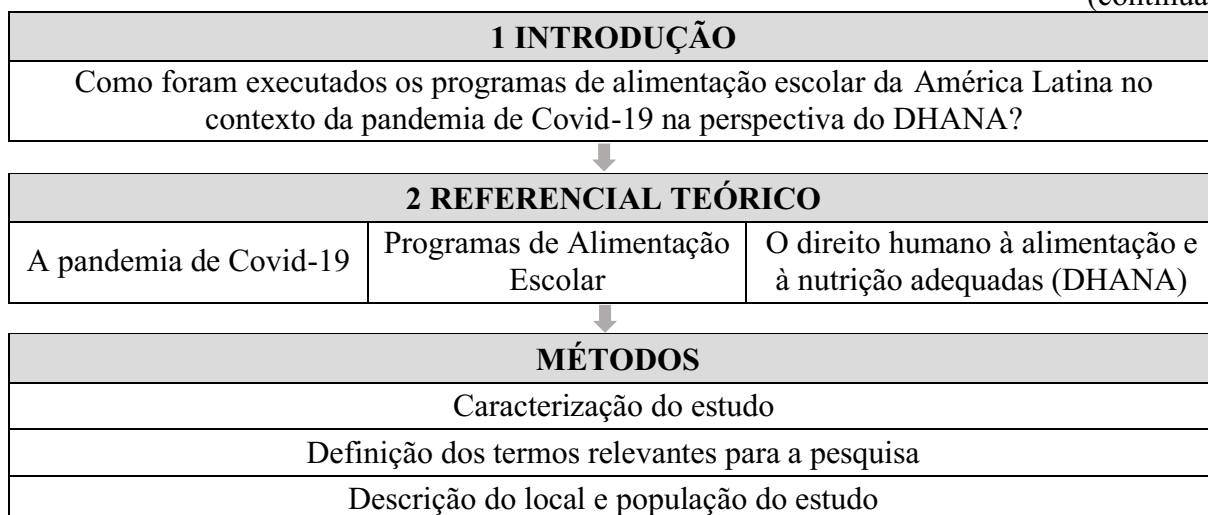 (continua
1 INTRODUÇÃO
Como foram executados os programas de alimentação escolar da América Latina no
contexto da pandemia de Covid-19 na perspectiva do DHANA?
2 REFERENCIAL TEÓRICO
A pandemia de Covid-19
Programas de Alimentação
Escolar
O direito humano à alimentação e
à nutrição adequadas (DHANA)
MÉTODOS
Caracterização do estudo
Definição dos termos relevantes para a pesquisa
Descrição do local e população do estudo